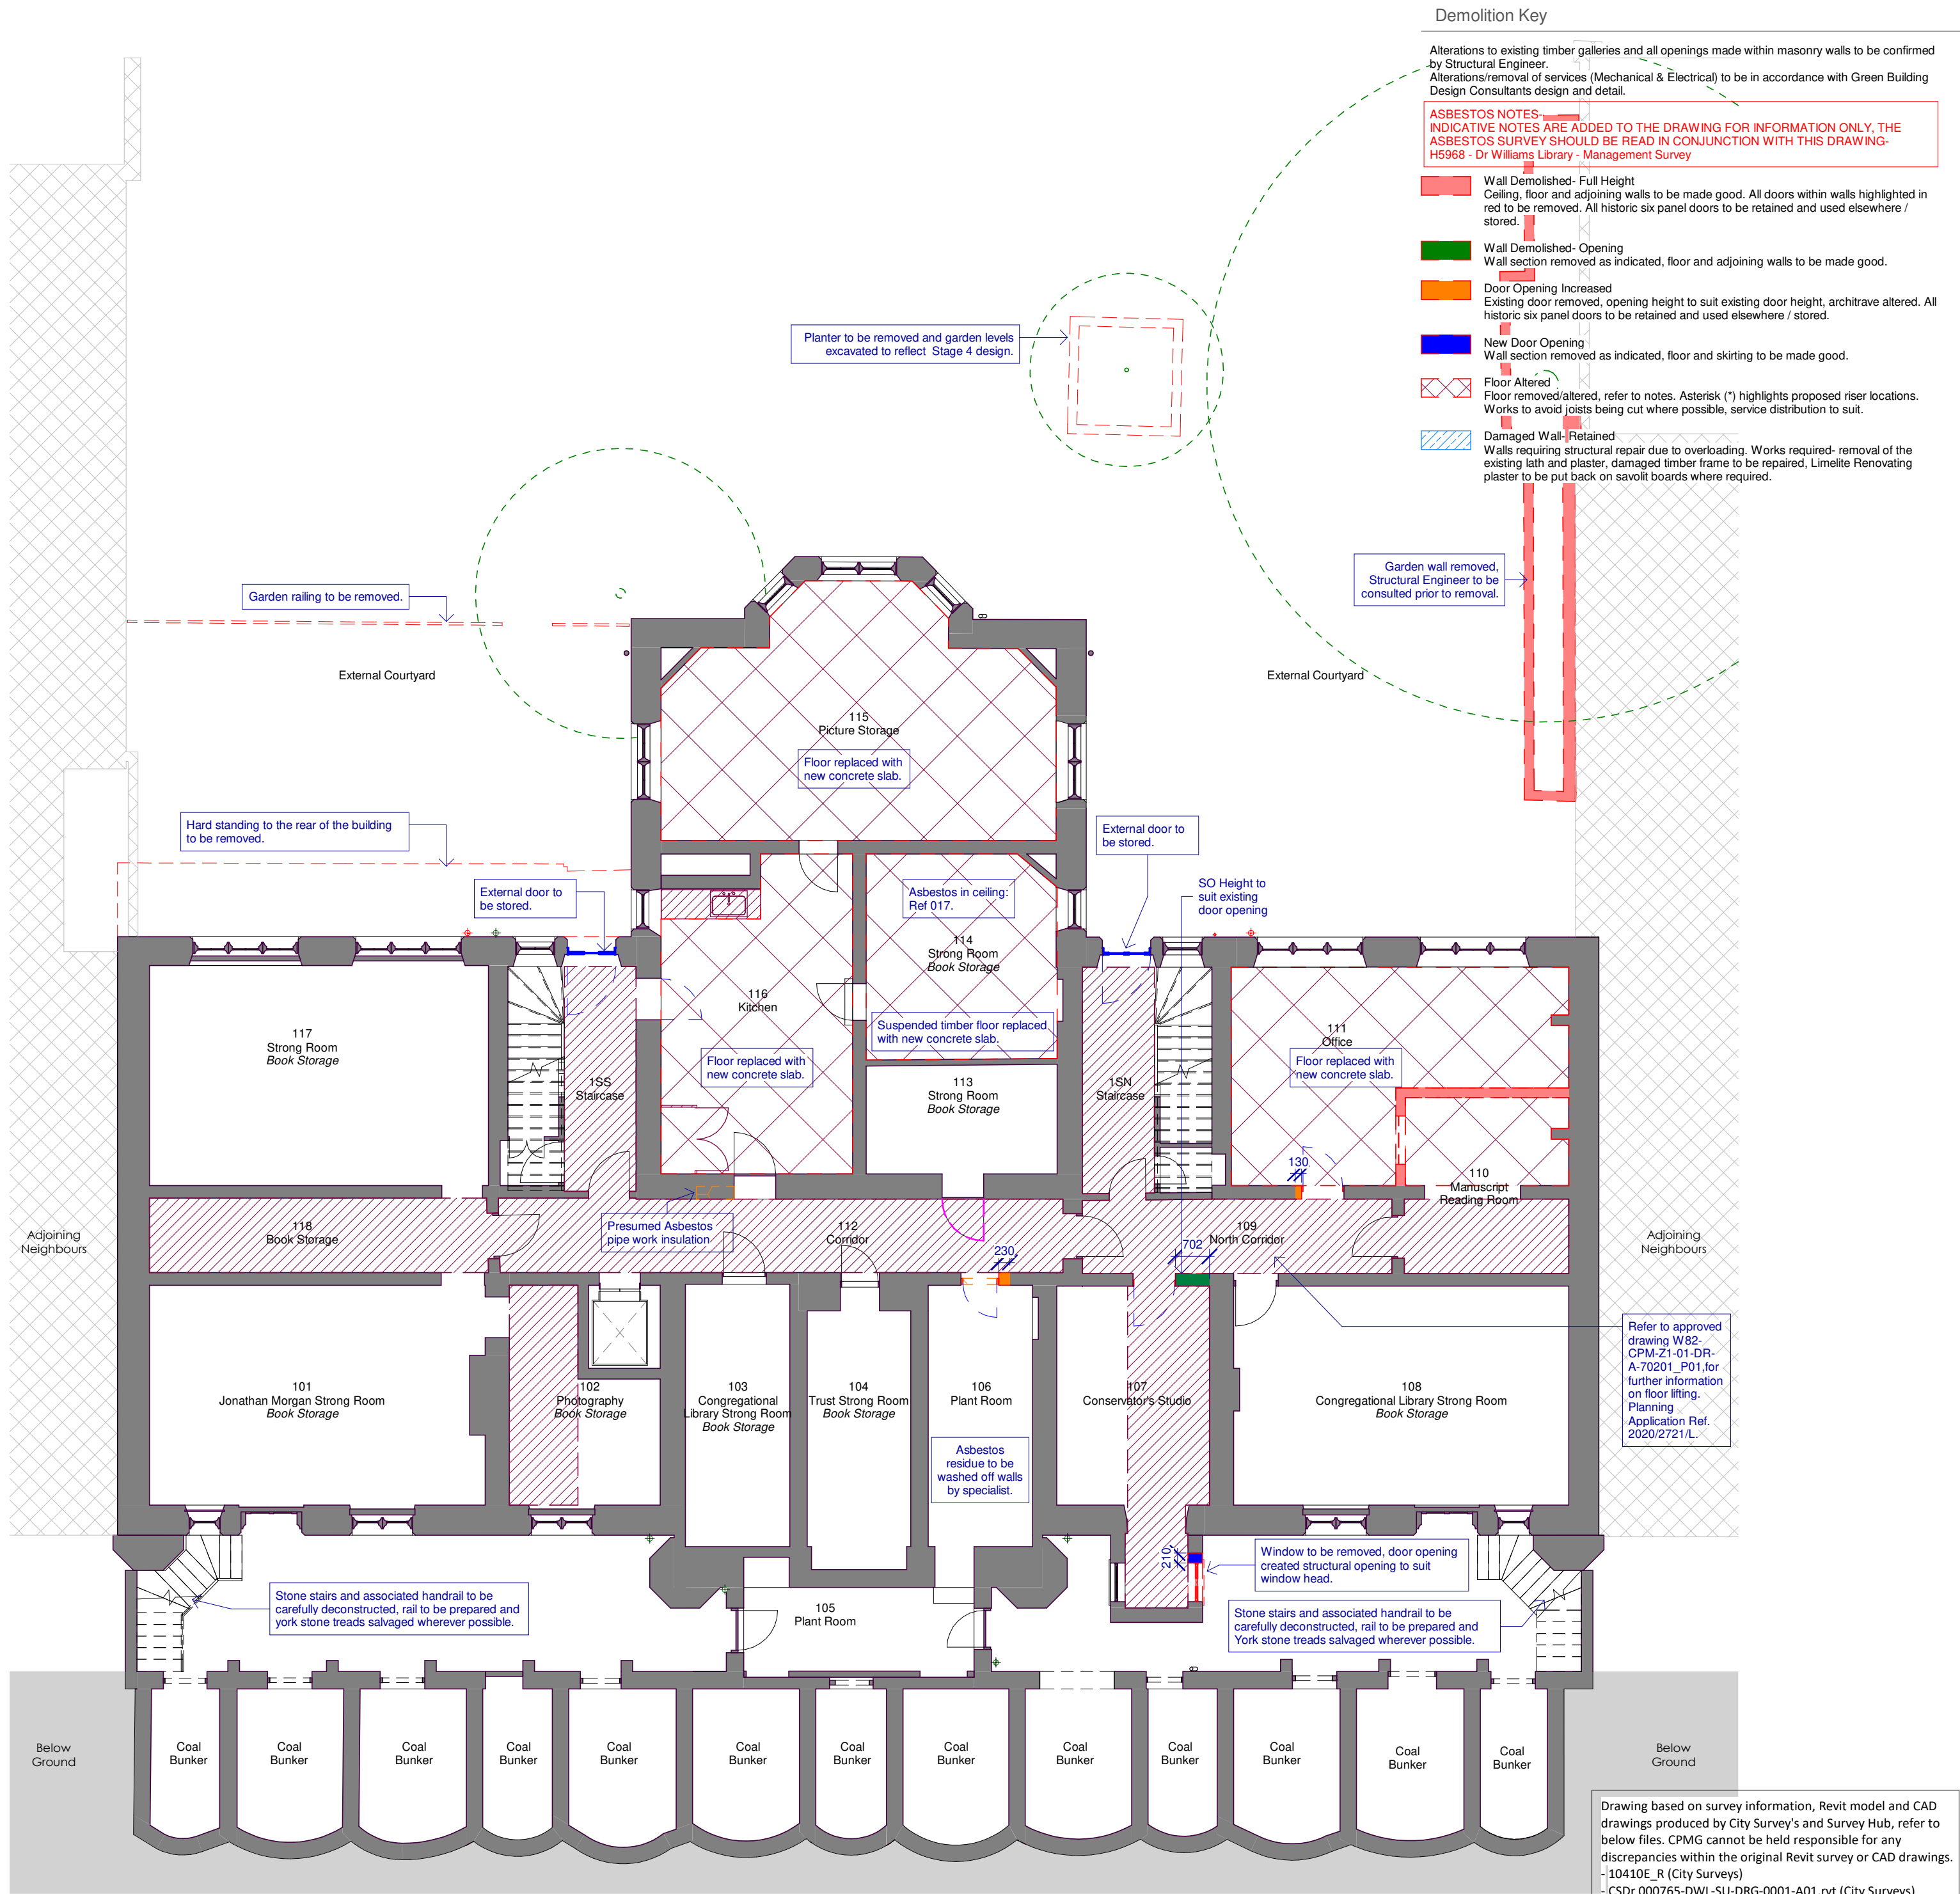 Demolition Key
Alterations to existing timber galleries and all openings made within masonry walls to be confirmed
by Structural Engineer.
Alterations/removal of services (Mechanical & Electrical) to be in accordance with Green Building
Design Consultants design and detail.
ASBESTOS NOTES-
INDICATIVE NOTES ARE ADDED TO THE DRAWING FOR INFORMATION ONLY, THE
ASBESTOS SURVEY SHOULD BE READ IN CONJUNCTION WITH THIS DRAWING-
H5968 - Dr Williams Library - Management Survey
Wall Demolished- Full Height
Ceiling, floor and adjoining walls to be made good. All doors within walls highlighted in
red to be removed. All historic six panel doors to be retained and used elsewhere /
stored.
Wall Demolished- Opening
Wall section removed as indicated, floor and adjoining walls to be made good.
Door Opening Increased
Existing door removed, opening height to suit existing door height, architrave altered. All
historic six panel doors to be retained and used elsewhere / stored.
New Door Opening
Wall section removed as indicated, floor and skirting to be made good.
Floor Altered
Floor removed/altered, refer to notes. Asterisk (*) highlights proposed riser locations.
Works to avoid joists being cut where possible, service distribution to suit.
Damaged Wall- Retained
Walls requiring structural repair due to overloading. Works required- removal of the
existing lath and plaster, damaged timber frame to be repaired, Limelite Renovating
plaster to be put back on savolit boards where required.
Planter to be removed and garden levels
excavated to reflect Stage 4 design.
Garden wall removed,
Structural Engineer to be
consulted prior to removal.
Garden railing to be removed.
External Courtyard
External Courtyard
115
Picture Storage
Floor replaced with
new concrete slab.
Hard standing to the rear of the building
to be removed.
External door to
be stored.
External door to
be stored.
SO Height to
suit existing
door opening
Asbestos in ceiling:
Ref 017.
114
Strong Room
Book Storage
Suspended timber floor replaced
with new concrete slab.
116
Kitchen
Floor replaced with
new concrete slab.
117
Strong Room
Book Storage
1SS
Staircase
113
Strong Room
Book Storage
1SN
Staircase
111
Office
Floor replaced with
new concrete slab.
130
110
Manuscript
Reading Room
Adjoining
Neighbours
118
Book Storage
Presumed Asbestos
pipe work insulation
112
Corridor
230
702
109
North Corridor
Adjoining
Neighbours
Refer to approved
drawing W82-
CPM-Z1-01-DR-
A-70201_P01,for
further information
on floor lifting.
Planning
Application Ref.
2020/2721/L.
101
Jonathan Morgan Strong Room
Book Storage
102
Photography
Book Storage
103
Congregational
Library Strong Room
Book Storage
104
Trust Strong Room
Book Storage
106
Plant Room
Asbestos
residue to be
washed off walls
by specialist.
107
Conservator's Studio
108
Congregational Library Strong Room
Book Storage
210
Window to be removed, door opening
created structural opening to suit
window head.
Stone stairs and associated handrail to be
carefully deconstructed, rail to be prepared and
york stone treads salvaged wherever possible.
105
Plant Room
Stone stairs and associated handrail to be
carefully deconstructed, rail to be prepared and
York stone treads salvaged wherever possible.
Below
Ground
Coal
Bunker
Coal
Bunker
Coal
Bunker
Coal
Bunker
Coal
Bunker
Coal
Bunker
Coal
Bunker
Coal
Bunker
Coal
Bunker
Coal
Bunker
Coal
Bunker
Coal
Bunker
Coal
Bunker
Below
Ground
Drawing based on survey information, Revit model and CAD
drawings produced by City Survey's and Survey Hub, refer to
below files. CPMG cannot be held responsible for any
discrepancies within the original Revit survey or CAD drawings.
- 10410E_R (City Surveys)
- CSDr 000765-DWL-SU-DRG-0001-A01.rvt (City Surveys)